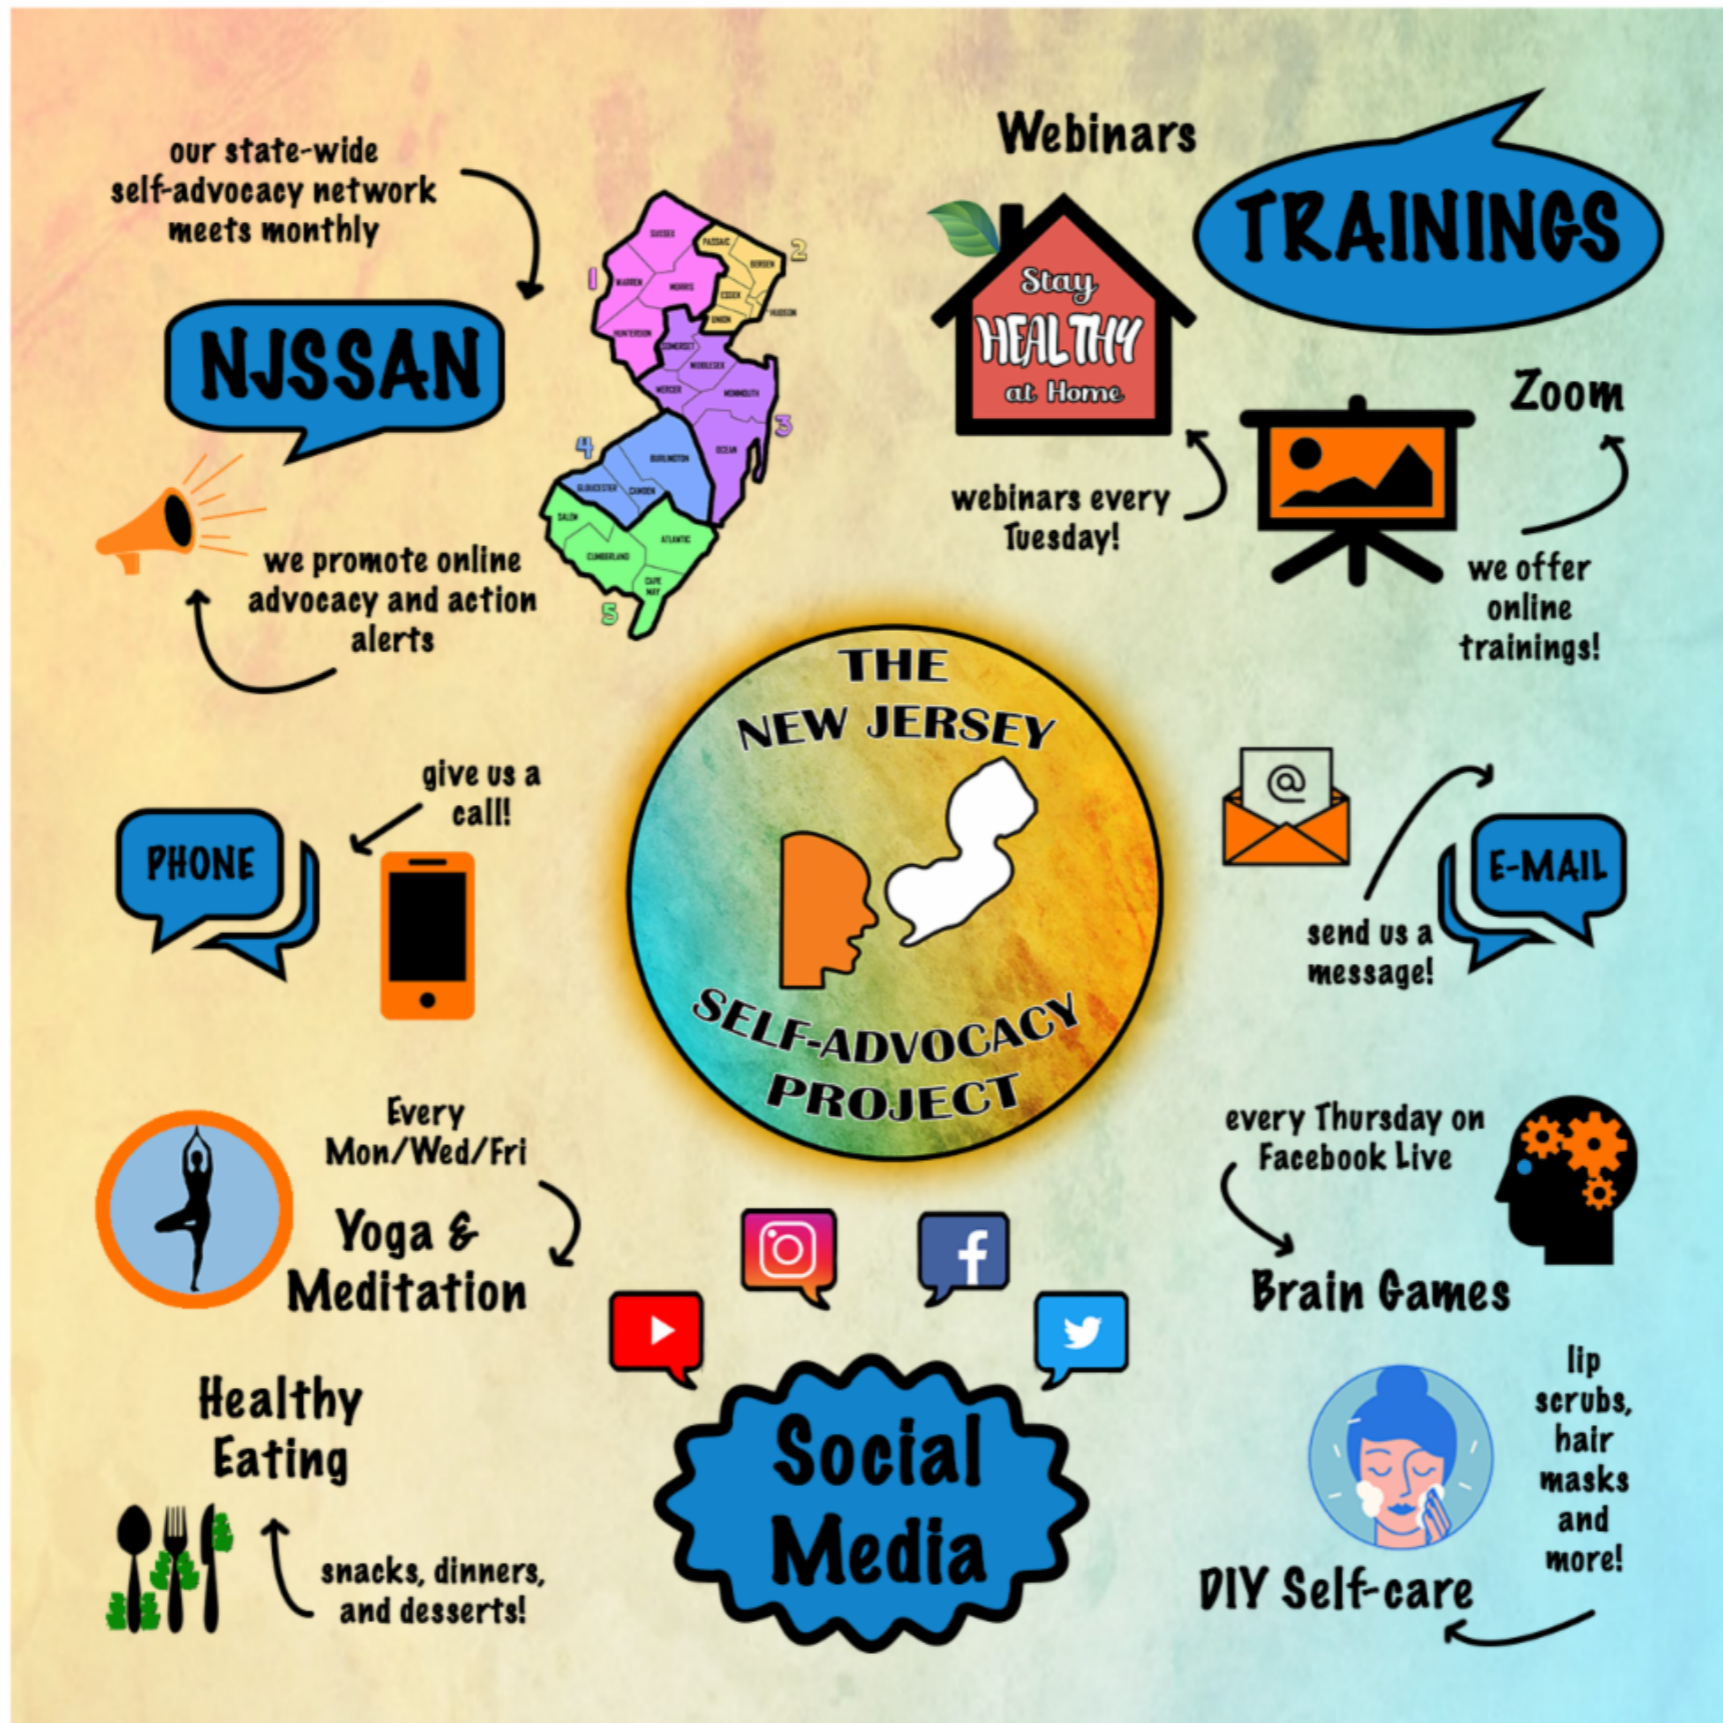 our state-wide
self-advocacy network
meets monthly
NJSSAN
we promote online
advocacy and action
alerts
1
2
3
4
5
SUSSEX
PASSAIC
BERGEN
WARREN
MORRIS
ESSEX
HUDSON
UNION
HUNTERDON
SOMERSET
MIDDLESEX
MERCER
MONMOUTH
OCEAN
BURLINGTON
GLOUCESTER
CAMDEN
SALEM
ATLANTIC
CUMBERLAND
CAPE
MAY
Webinars
TRAININGS
Stay
HEALTHY
at Home
webinars every
Tuesday!
Zoom
we offer
online
trainings!
THE
NEW JERSEY
SELF-ADVOCACY
PROJECT
give us a
call!
PHONE
@
E-MAIL
send us a
message!
Every
Mon/Wed/Fri
Yoga &
Meditation
every Thursday on
Facebook Live
Brain Games
Healthy
Eating
snacks, dinners,
and desserts!
f
Social
Media
lip
scrubs,
hair
masks
and
more!
DIY Self-care